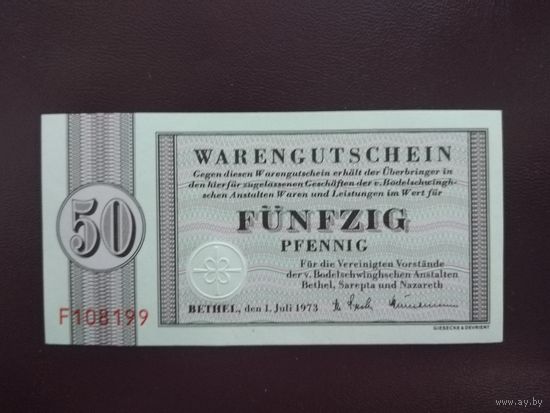 WARENGUTSCHEIN
Gegen diesen Warengutschein erhält der Überbringer in
den hierfür zugelassenen Geschäften der v. Bodelschwingh-
schen Anstalten Waren und Leistungen im Wert für
50
FÜNFZIG
PFENNIG
Für die Vereinigten Vorstände
der v. Bodelschwinghschen Anstalten
Bethel, Sarepta und Nazareth
F108199
BETHEL, den 1. Juli 1973
GIESECKE & DEVRIENT
www.ay.by